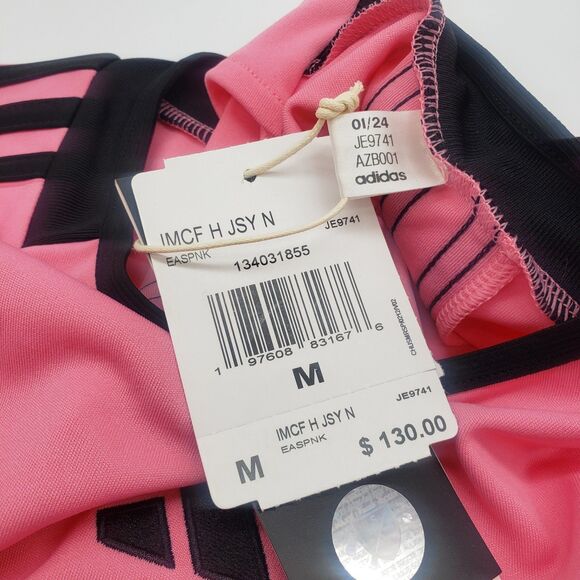 01/24
JE9741
AZB001
adidas
IMCF H JSY N
EASPNK
JE9741
134031855
1 97608 83167 6
M
IMCF H JSY N
JE9741
EASPNK
M
$ 130.00